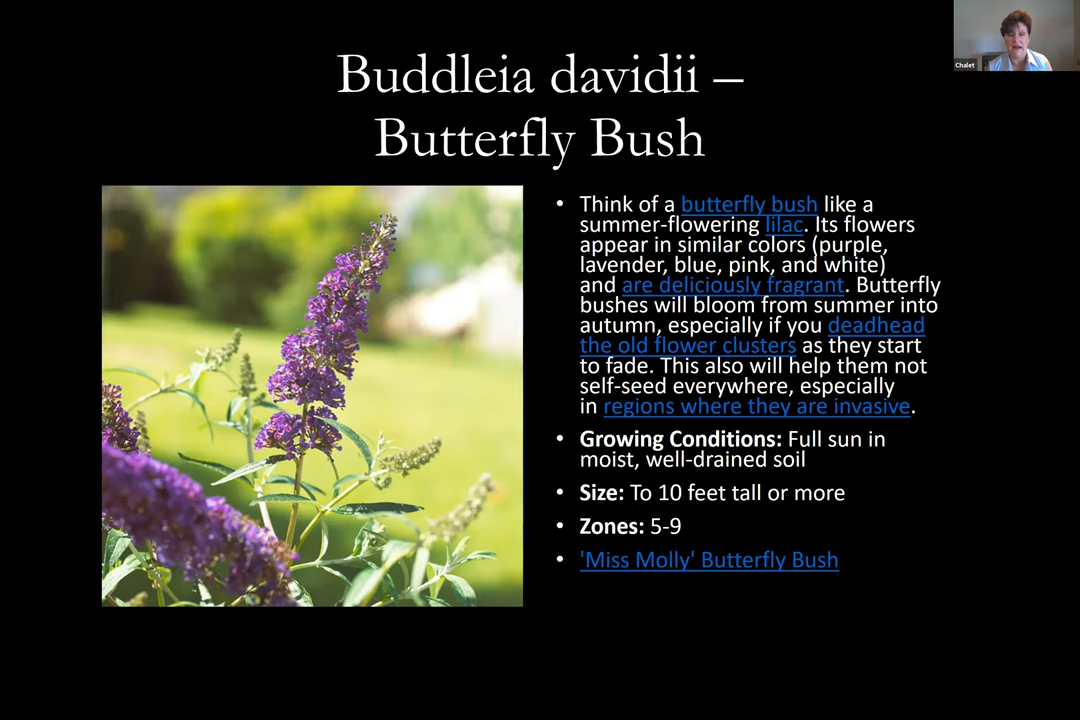 Chalet
Buddleia davidii –
Butterfly Bush
• Think of a butterfly bush like a
summer-flowering lilac. Its flowers
appear in similar colors (purple,
lavender, blue, pink, and white)
and are deliciously fragrant. Butterfly
bushes will bloom from summer into
autumn, especially if you deadhead
the old flower clusters as they start
to fade. This also will help them not
self-seed everywhere, especially
in regions where they are invasive.
• Growing Conditions: Full sun in
moist, well-drained soil
• Size: To 10 feet tall or more
• Zones: 5-9
• 'Miss Molly' Butterfly Bush